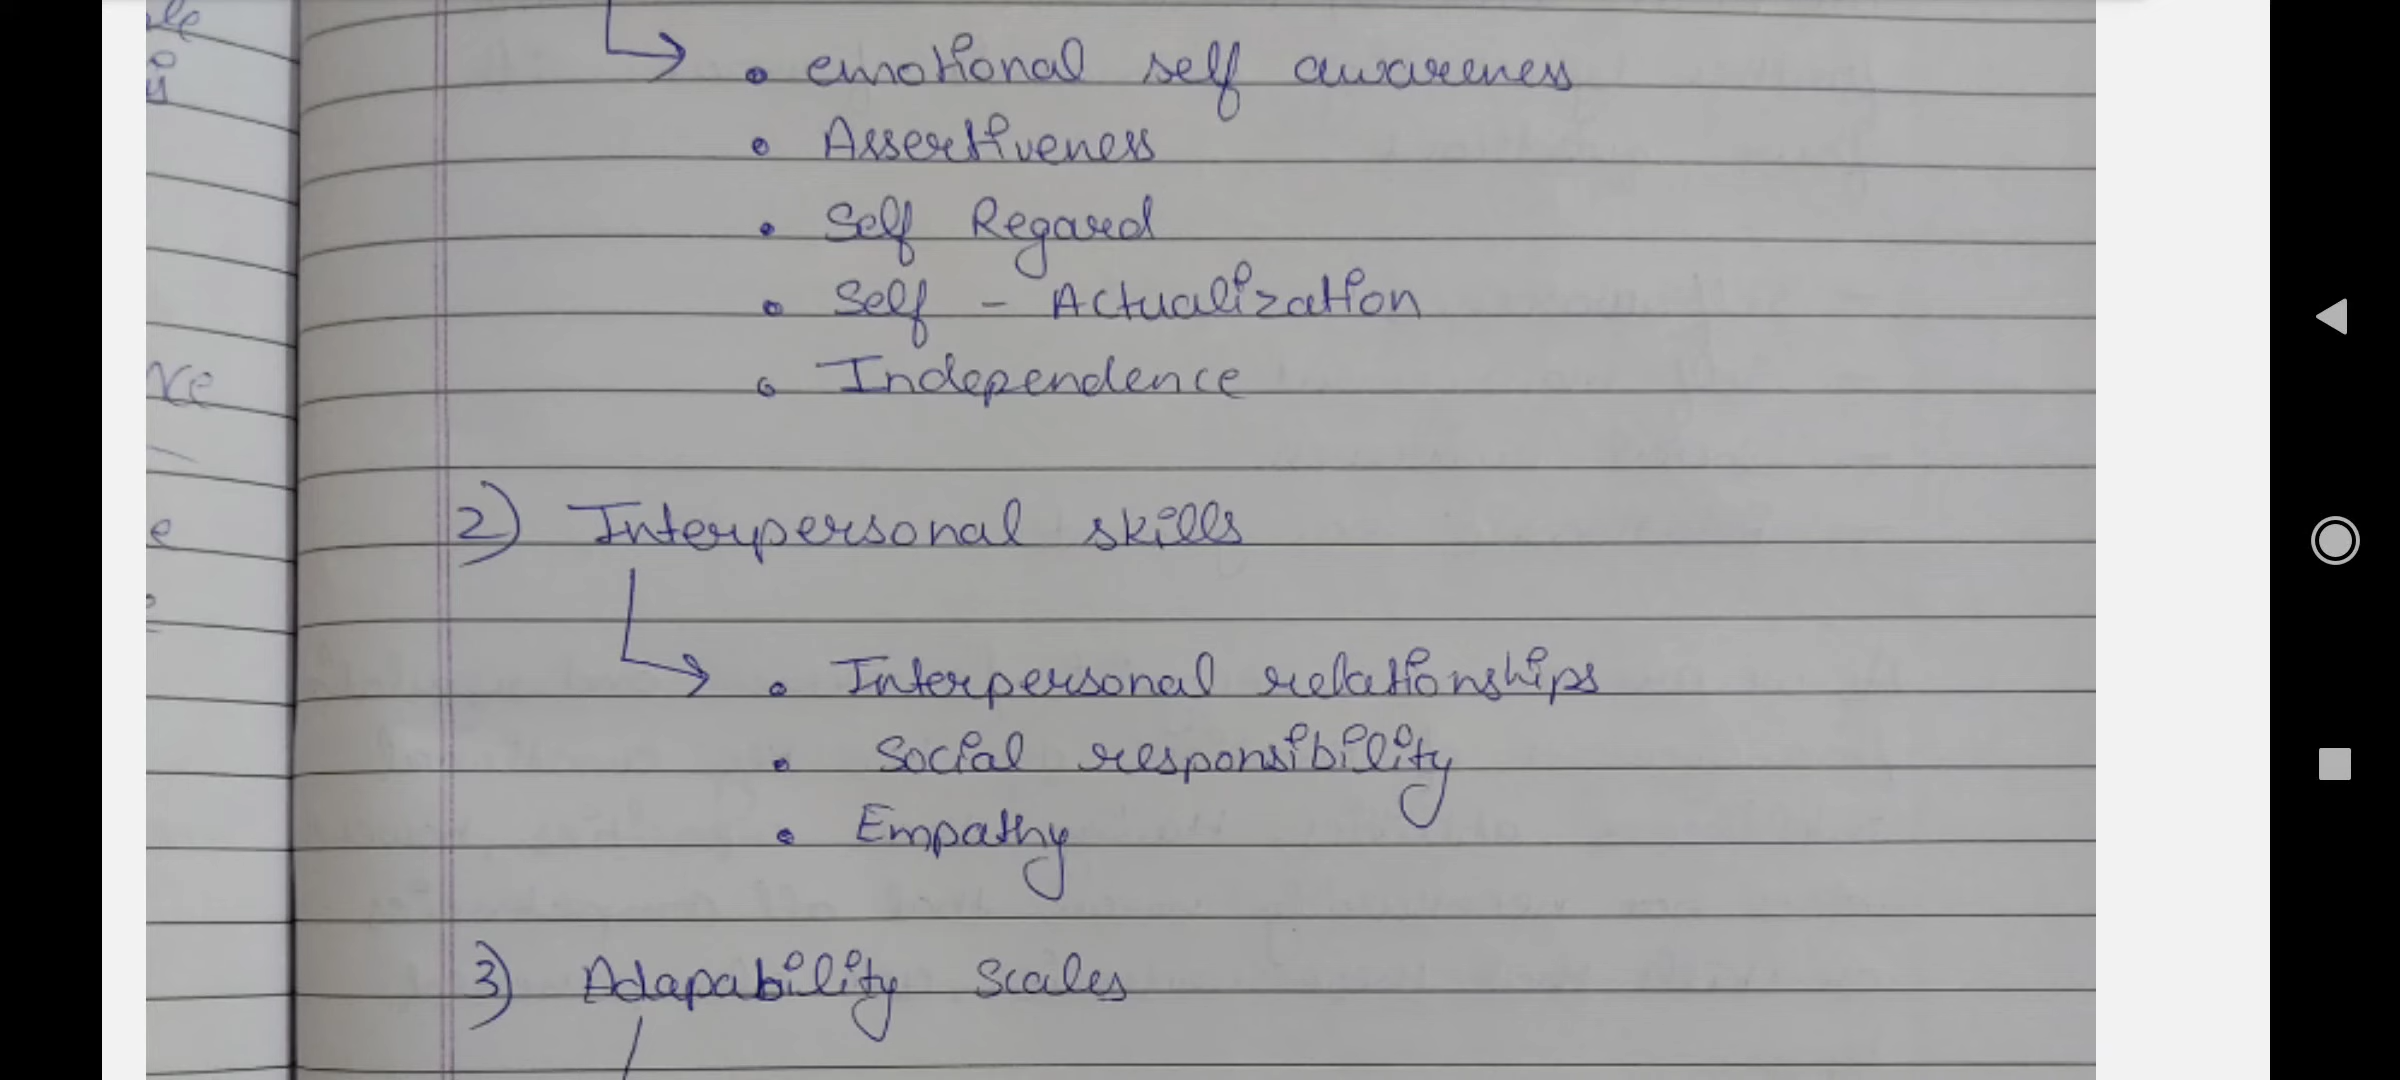 • emotional self awareness
• Assertiveness
• Self Regard
• Self - Actualization
• Independence
2) Interpersonal skills
• Interpersonal relationships
• Social responsibility
• Empathy
3) Adapability Scales